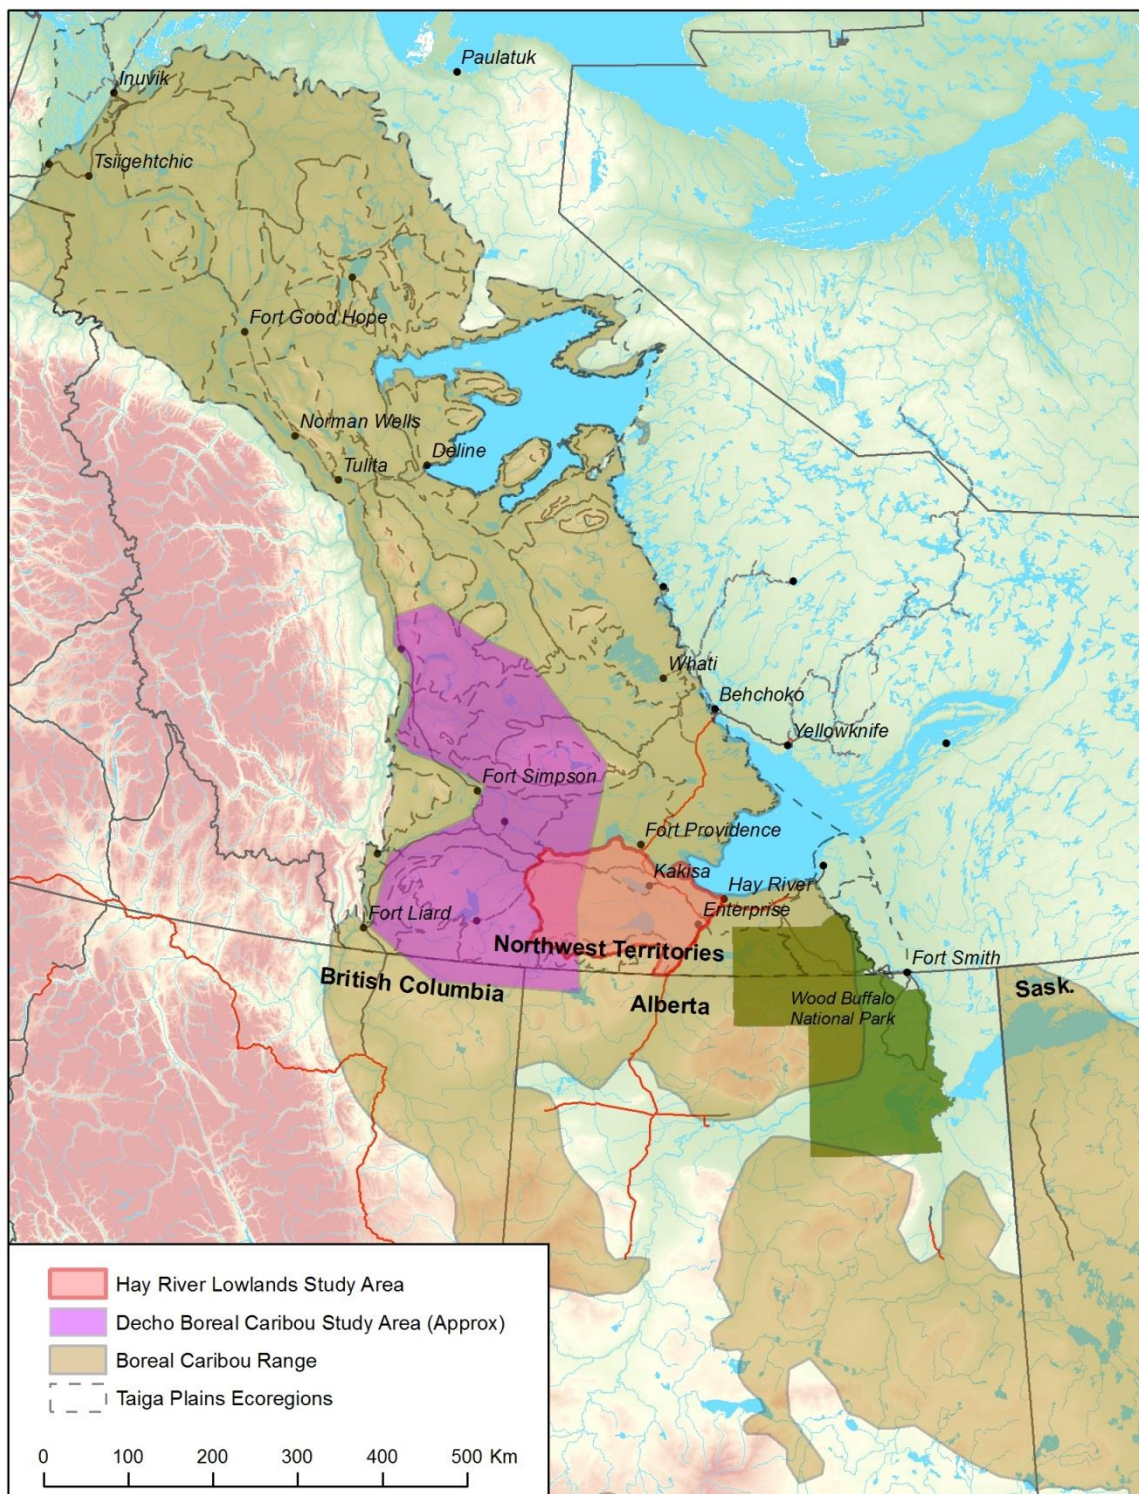 Paulatuk
Inuvik
Tsiigehtchic
Fort Good Hope
Norman Wells
Deline
Tulita
Whati
Behchoko
Yellowknife
Fort Simpson
Fort Providence
Kakisa
Hay River
Enterprise
Fort Liard
Northwest Territories
Fort Smith
British Columbia
Alberta
Sask.
Wood Buffalo
National Park
Hay River Lowlands Study Area
Decho Boreal Caribou Study Area (Approx)
Boreal Caribou Range
Taiga Plains Ecoregions
0 100 200 300 400 500 Km